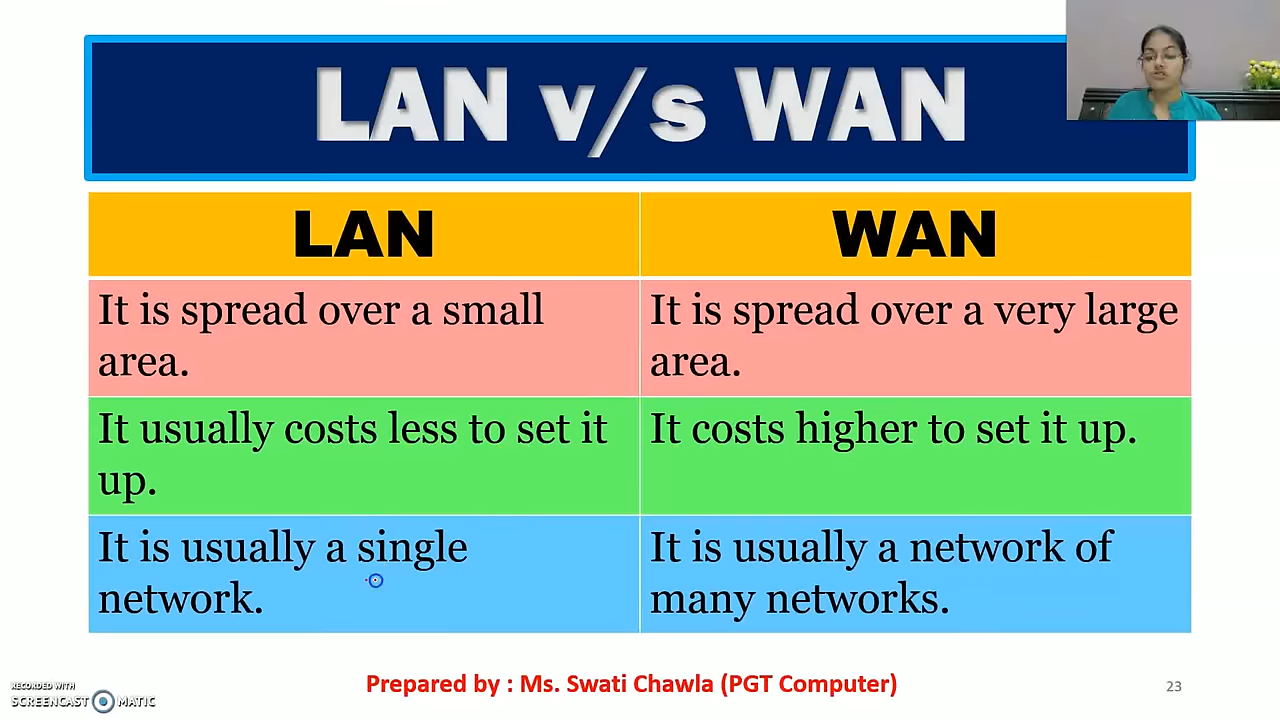 LAN v/s WAN
LAN
WAN
It is spread over a small
area.
It is spread over a very large
area.
It usually costs less to set it
up.
It costs higher to set it up.
It is usually a single
network.
It is usually a network of
many networks.
Prepared by : Ms. Swati Chawla (PGT Computer)
23
RECORDED WITH
SCREENCAST MATIC